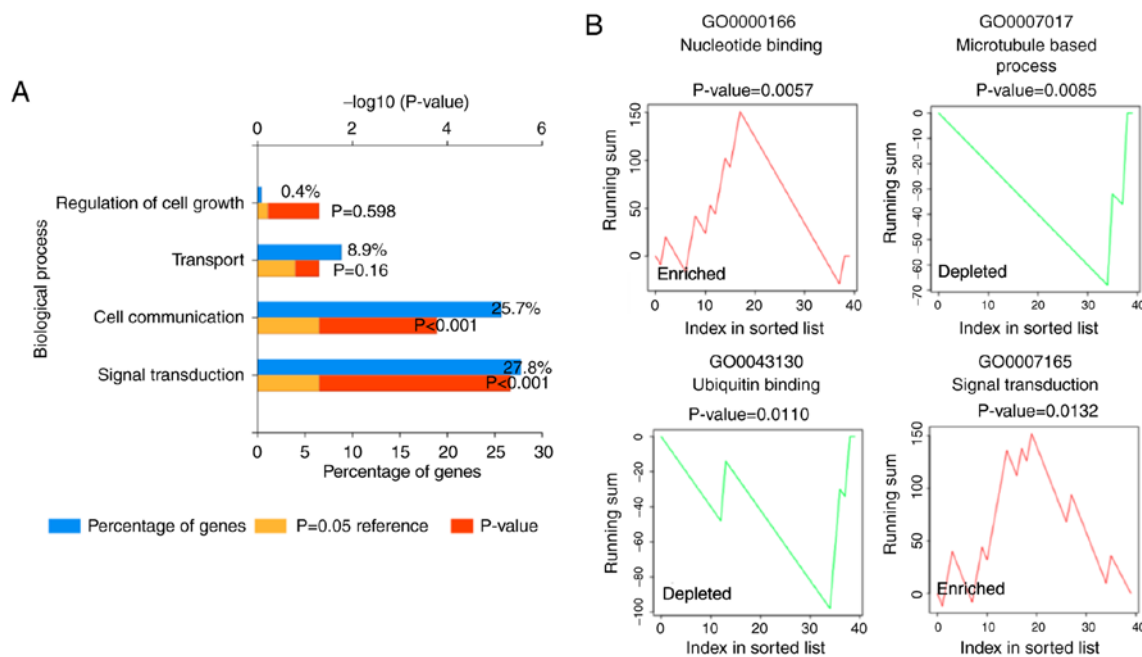 A
−log10 (P-value)
0 2 4 6
Biological process
Regulation of cell growth
0.4%
P=0.598
Transport
8.9%
P=0.16
Cell communication
25.7%
P<0.001
Signal transduction
27.8%
P<0.001
0 5 10 15 20 25 30
Percentage of genes
Percentage of genes P=0.05 reference P-value
B
GO0000166
Nucleotide binding
P-value=0.0057
Running sum
150
100
50
0
Enriched
0 10 20 30 40
Index in sorted list
GO0007017
Microtubule based
process
P-value=0.0085
Running sum
0
−10
−20
−30
−40
−50
−60
−70
Depleted
0 10 20 30 40
Index in sorted list
GO0043130
Ubiquitin binding
P-value=0.0110
Running sum
0
−20
−40
−60
−80
−100
Depleted
0 10 20 30 40
Index in sorted list
GO0007165
Signal transduction
P-value=0.0132
Running sum
150
100
50
0
Enriched
0 10 20 30 40
Index in sorted list